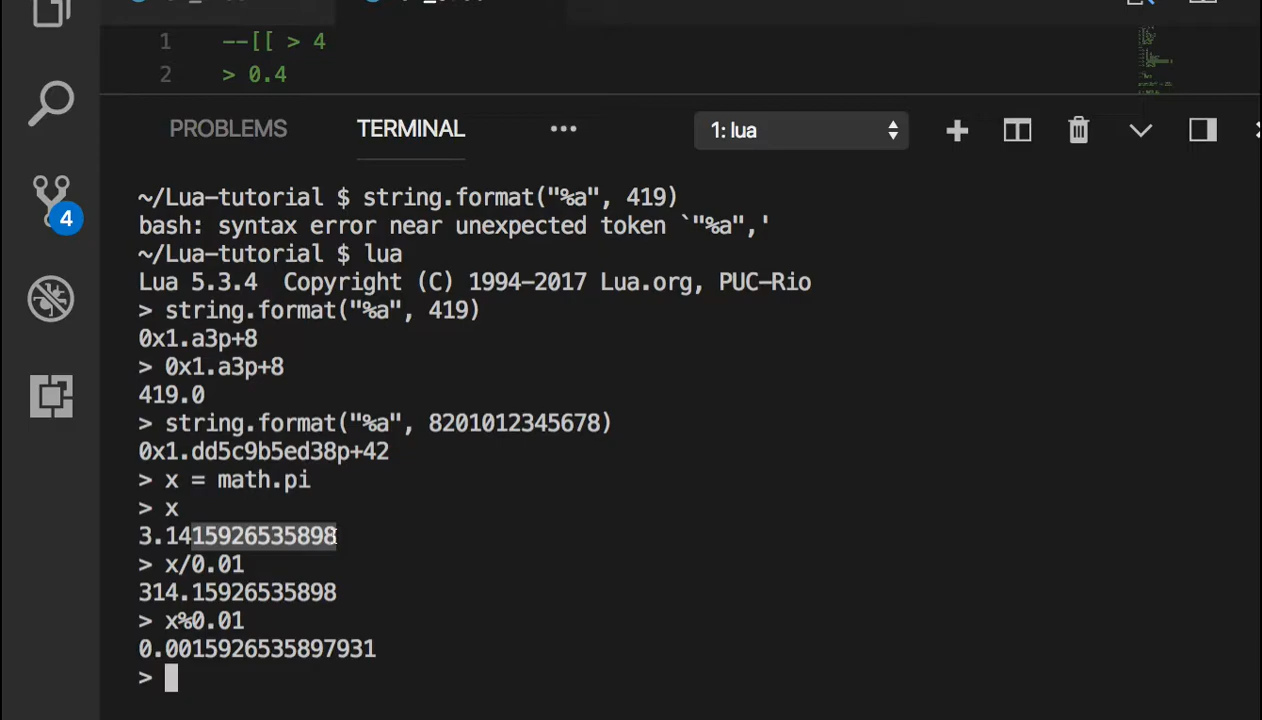 1 --[[ > 4
2 > 0.4
PROBLEMS TERMINAL ••• 1: lua
4
~/Lua-tutorial $ string.format("%a", 419)
bash: syntax error near unexpected token `"%a",'
~/Lua-tutorial $ lua
Lua 5.3.4  Copyright (C) 1994-2017 Lua.org, PUC-Rio
> string.format("%a", 419)
0x1.a3p+8
> 0x1.a3p+8
419.0
> string.format("%a", 8201012345678)
0x1.dd5c9b5ed38p+42
> x = math.pi
> x
3.1415926535898
> x/0.01
314.15926535898
> x%0.01
0.0015926535897931
>